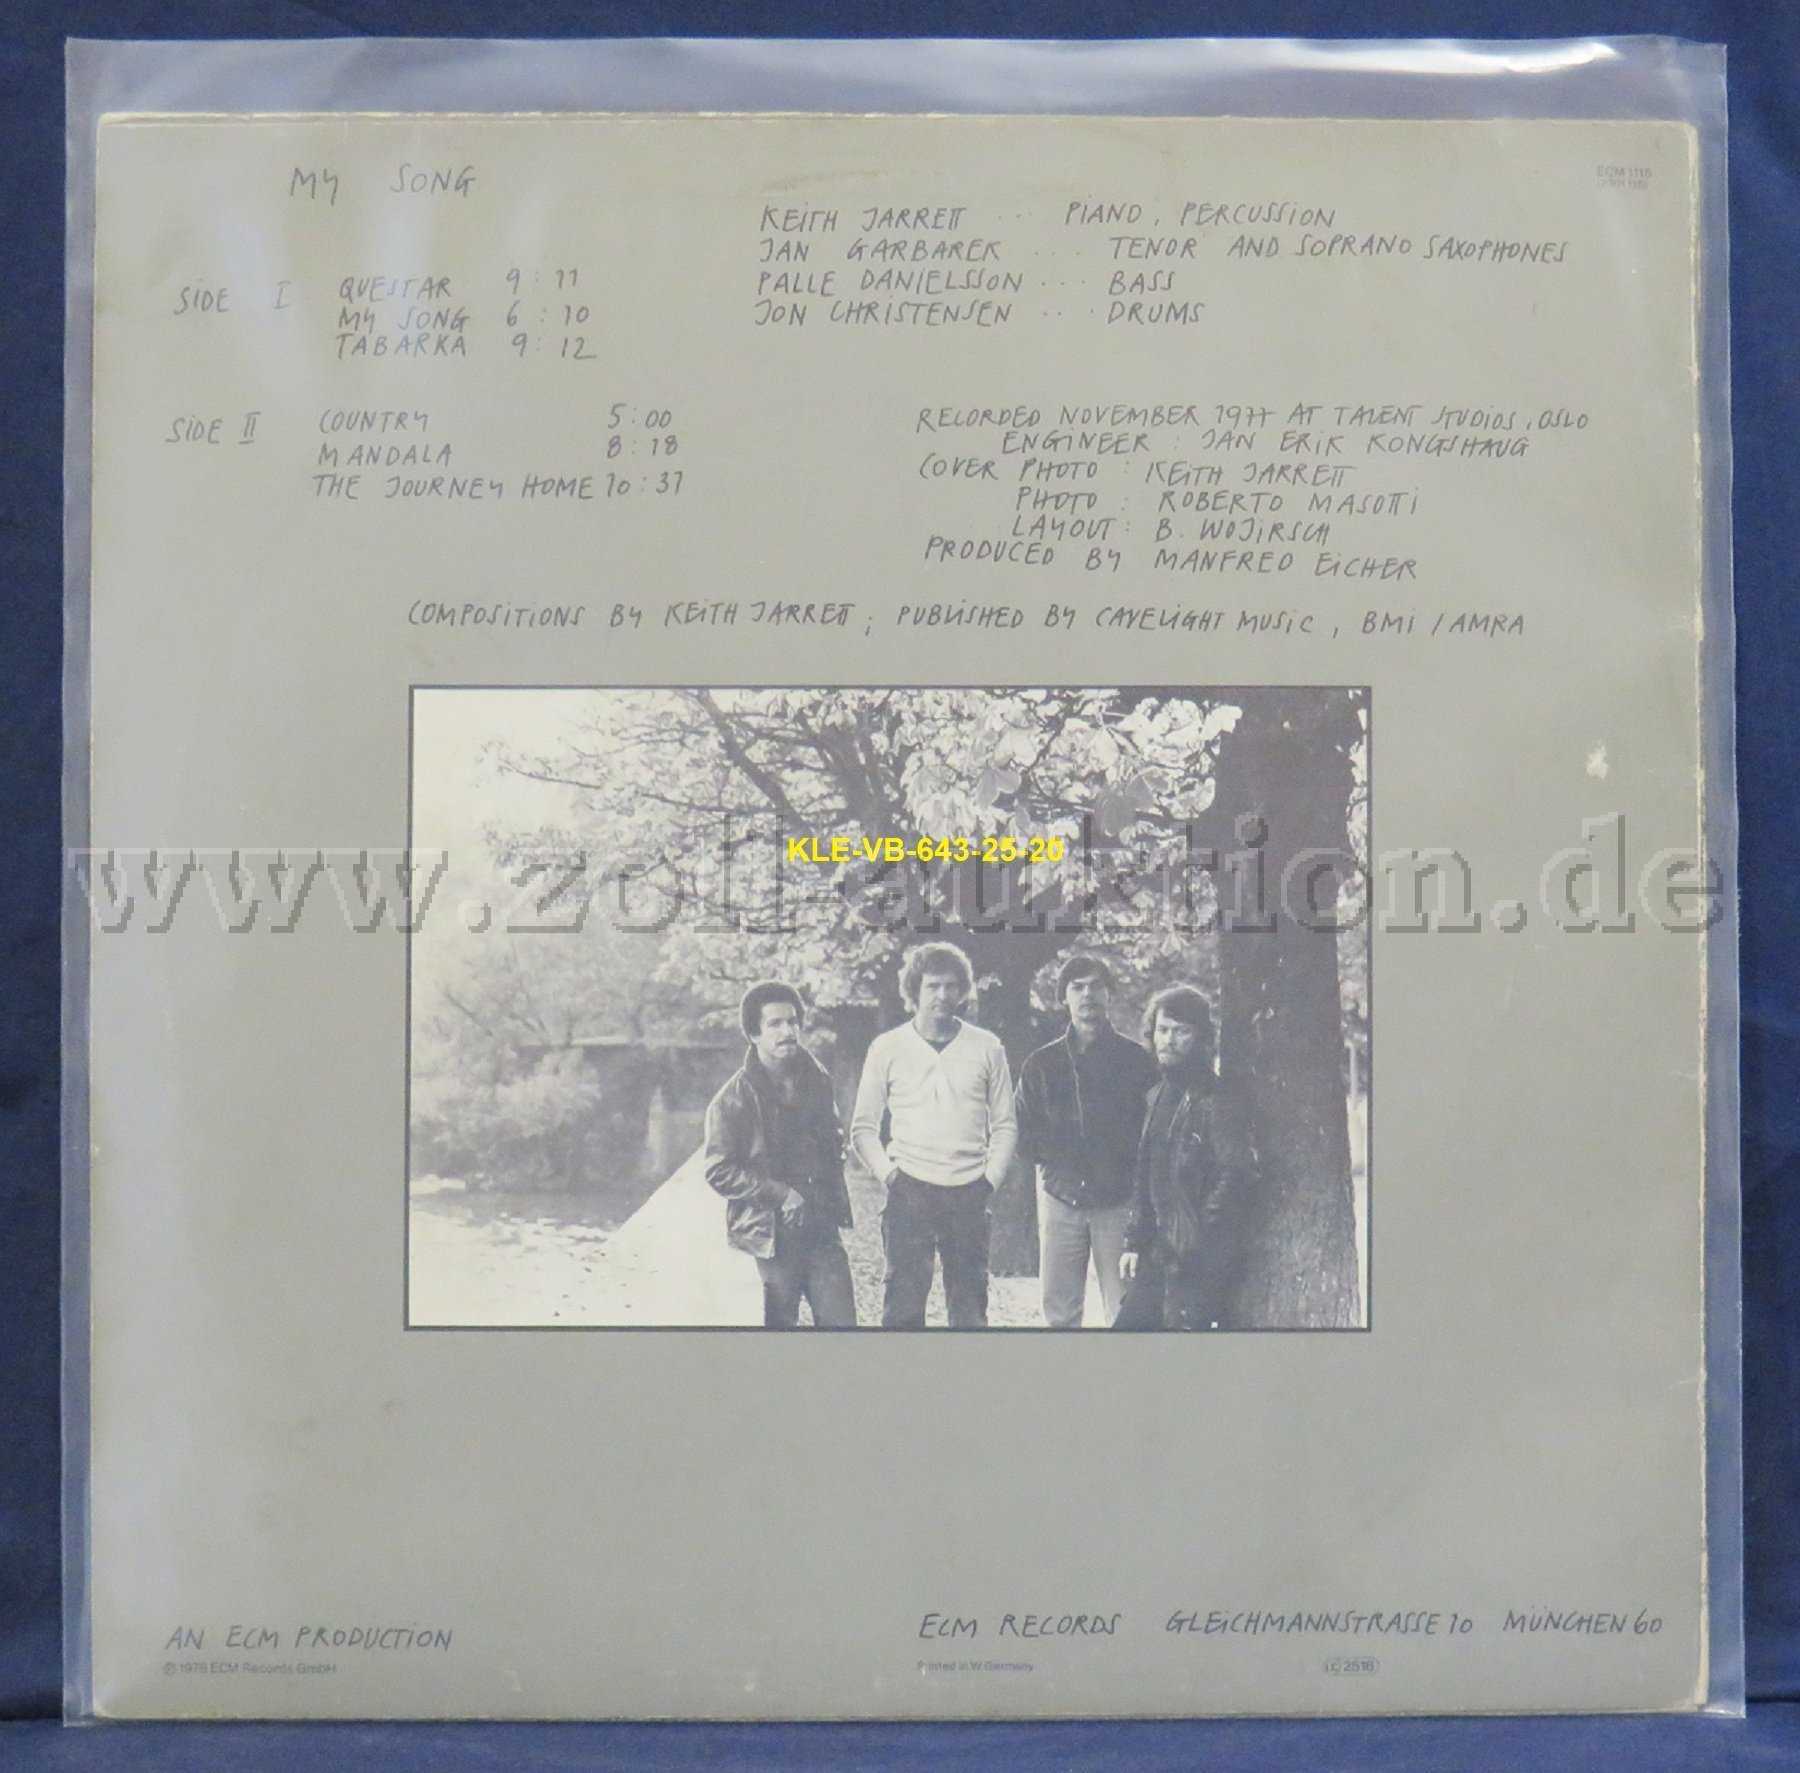 MY SONG
ECM 1115
KEITH JARRETT ... PIANO, PERCUSSION
JAN GARBAREK ... TENOR AND SOPRANO SAXOPHONES
PALLE DANIELSSON ... BASS
JON CHRISTENSEN ... DRUMS
SIDE I QUESTAR 9:11
MY SONG 6:10
TABARKA 9:12
SIDE II COUNTRY 5:00
MANDALA 8:18
THE JOURNEY HOME 10:31
RECORDED NOVEMBER 1977 AT TALENT STUDIOS, OSLO
ENGINEER: JAN ERIK KONGSHAUG
COVER PHOTO: KEITH JARRETT
PHOTO: ROBERTO MASOTTI
LAYOUT: B. WOJIRSCH
PRODUCED BY MANFRED EICHER
COMPOSITIONS BY KEITH JARRETT; PUBLISHED BY CAVELIGHT MUSIC, BMI / AMRA
KLE-VB-643-25-20
www.zoll-auktion.de
AN ECM PRODUCTION
℗ 1978 ECM Records GmbH
ECM RECORDS GLEICHMANNSTRASSE 10 MÜNCHEN 60
Printed in W. Germany
LC 2516